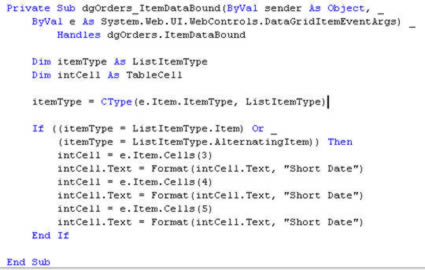 Private Sub dgOrders_ItemDataBound(ByVal sender As Object, _
ByVal e As System.Web.UI.WebControls.DataGridItemEventArgs) _
Handles dgOrders.ItemDataBound
Dim itemType As ListItemType
Dim intCell As TableCell
itemType = CType(e.Item.ItemType, ListItemType)
If ((itemType = ListItemType.Item) Or _
(itemType = ListItemType.AlternatingItem)) Then
intCell = e.Item.Cells(3)
intCell.Text = Format(intCell.Text, "Short Date")
intCell = e.Item.Cells(4)
intCell.Text = Format(intCell.Text, "Short Date")
intCell = e.Item.Cells(5)
intCell.Text = Format(intCell.Text, "Short Date")
End If
End Sub